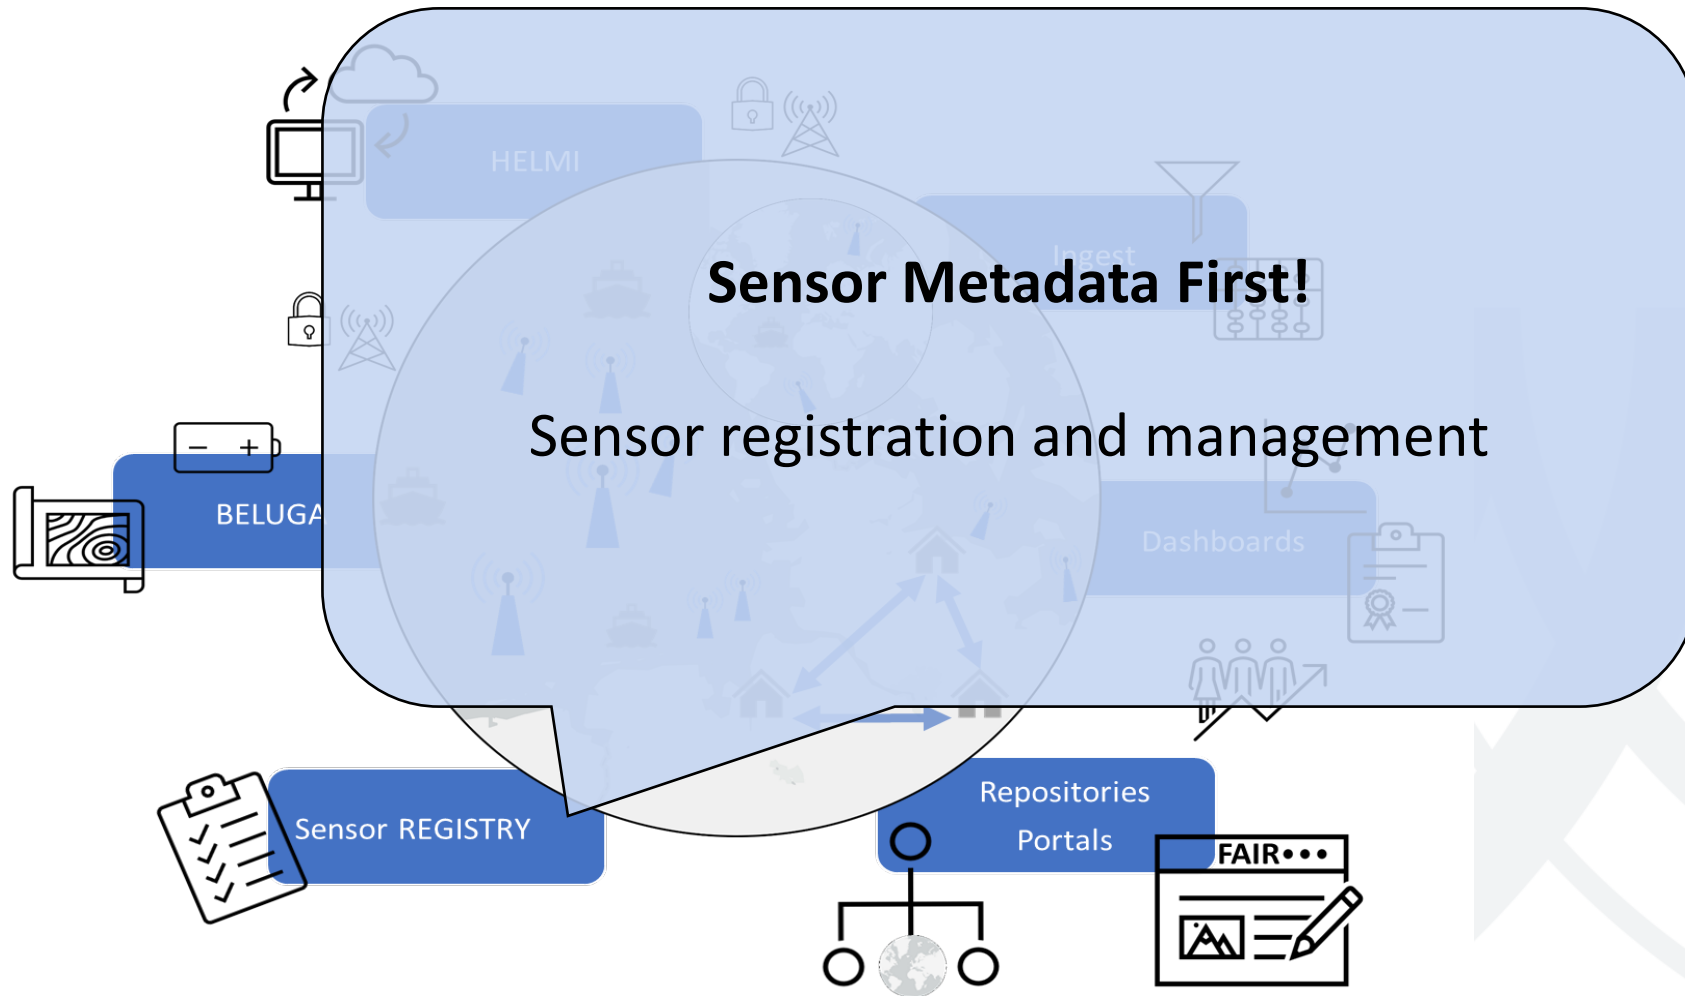 HELMI
Ingest
Sensor Metadata First!
Sensor registration and management
− +
BELUGA
Dashboards
Sensor REGISTRY
Repositories
Portals
FAIR•••